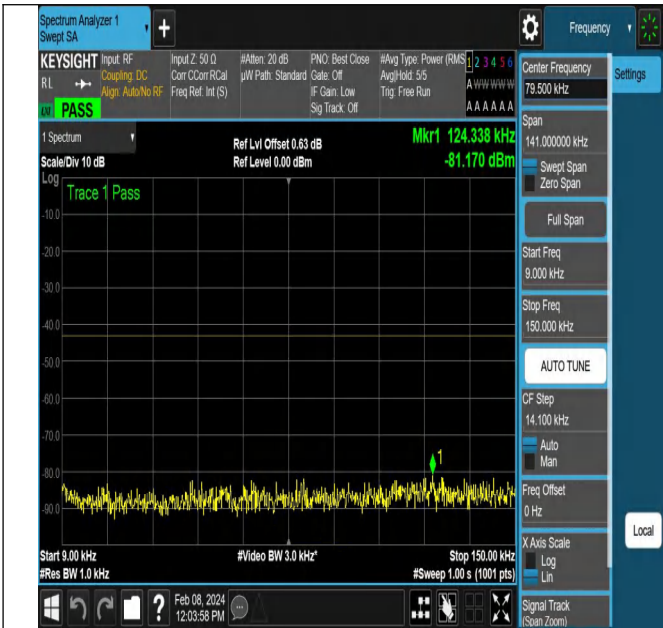 Spectrum Analyzer 1
Swept SA
+
Frequency
KEYSIGHT
RL
PASS
Input: RF
Coupling: DC
Align: Auto/No RF
Input Z: 50 Ω
Corr CCorr RCal
Freq Ref: Int (S)
#Atten: 20 dB
µW Path: Standard
PNO: Best Close
Gate: Off
IF Gain: Low
Sig Track: Off
#Avg Type: Power (RMS
Avg|Hold: 5/5
Trig: Free Run
1 2 3 4 5 6
A W W W W W
A A A A A A
1 Spectrum
Scale/Div 10 dB
Log
Ref Lvl Offset 0.63 dB
Ref Level 0.00 dBm
Mkr1 124.338 kHz
-81.170 dBm
Trace 1 Pass
-10.0
-20.0
-30.0
-40.0
-50.0
-60.0
-70.0
-80.0
-90.0
1
Start 9.00 kHz
#Res BW 1.0 kHz
#Video BW 3.0 kHz*
Stop 150.00 kHz
#Sweep 1.00 s (1001 pts)
?
Feb 08, 2024
12:03:58 PM
Center Frequency
79.500 kHz
Settings
Span
141.000000 kHz
Swept Span
Zero Span
Full Span
Start Freq
9.000 kHz
Stop Freq
150.000 kHz
AUTO TUNE
CF Step
14.100 kHz
Auto
Man
Freq Offset
0 Hz
Local
X Axis Scale
Log
Lin
Signal Track
(Span Zoom)